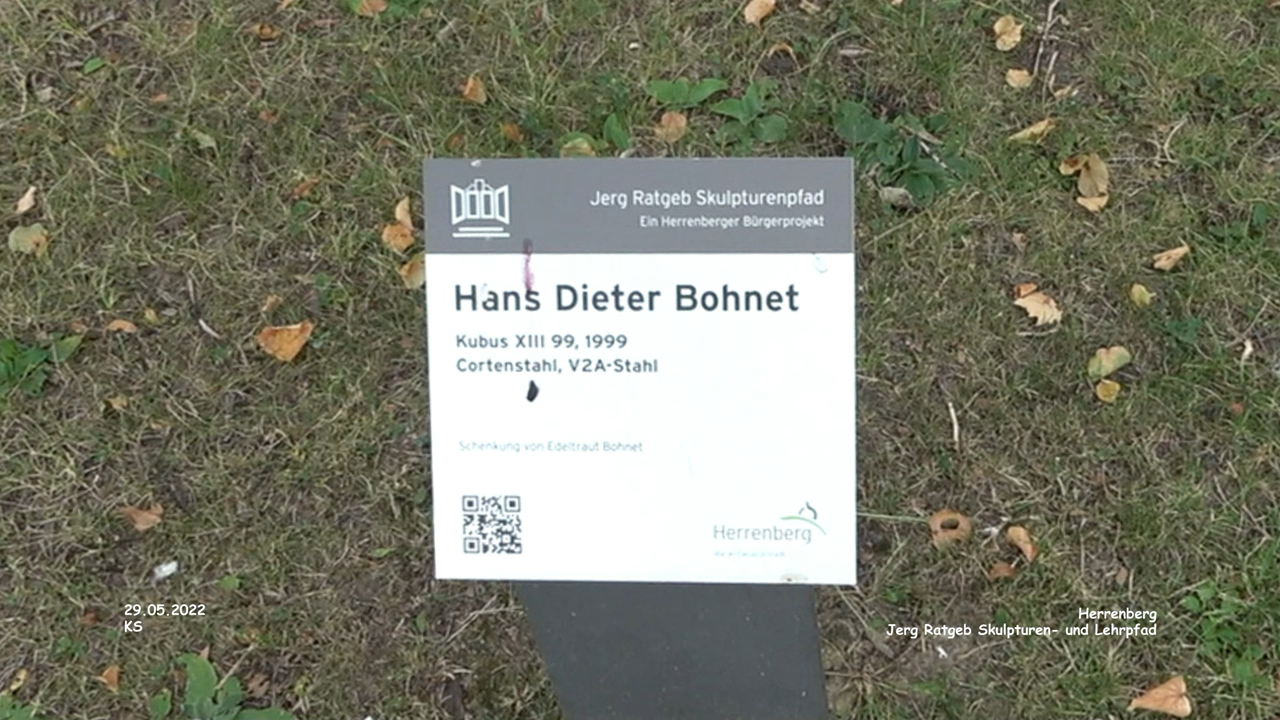 Jerg Ratgeb Skulpturenpfad
Ein Herrenberger Bürgerprojekt
Hans Dieter Bohnet
Kubus XIII 99, 1999
Cortenstahl, V2A-Stahl
Schenkung von Edeltraut Bohnet
Herrenberg
29.05.2022
KS
Herrenberg
Jerg Ratgeb Skulpturen- und Lehrpfad